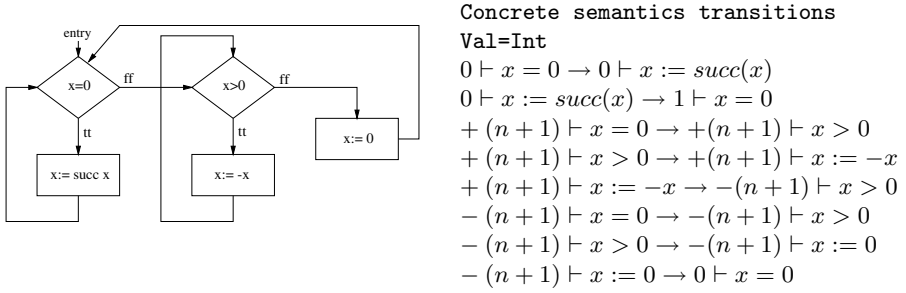 entry
x=0
ff
x>0
ff
tt
tt
x:= 0
x:= succ x
x:= -x
Concrete semantics transitions
Val=Int
0 ⊢ x = 0 → 0 ⊢ x := succ(x)
0 ⊢ x := succ(x) → 1 ⊢ x = 0
+ (n + 1) ⊢ x = 0 → +(n + 1) ⊢ x > 0
+ (n + 1) ⊢ x > 0 → +(n + 1) ⊢ x := −x
+ (n + 1) ⊢ x := −x → −(n + 1) ⊢ x > 0
− (n + 1) ⊢ x = 0 → −(n + 1) ⊢ x > 0
− (n + 1) ⊢ x > 0 → −(n + 1) ⊢ x := 0
− (n + 1) ⊢ x := 0 → 0 ⊢ x = 0